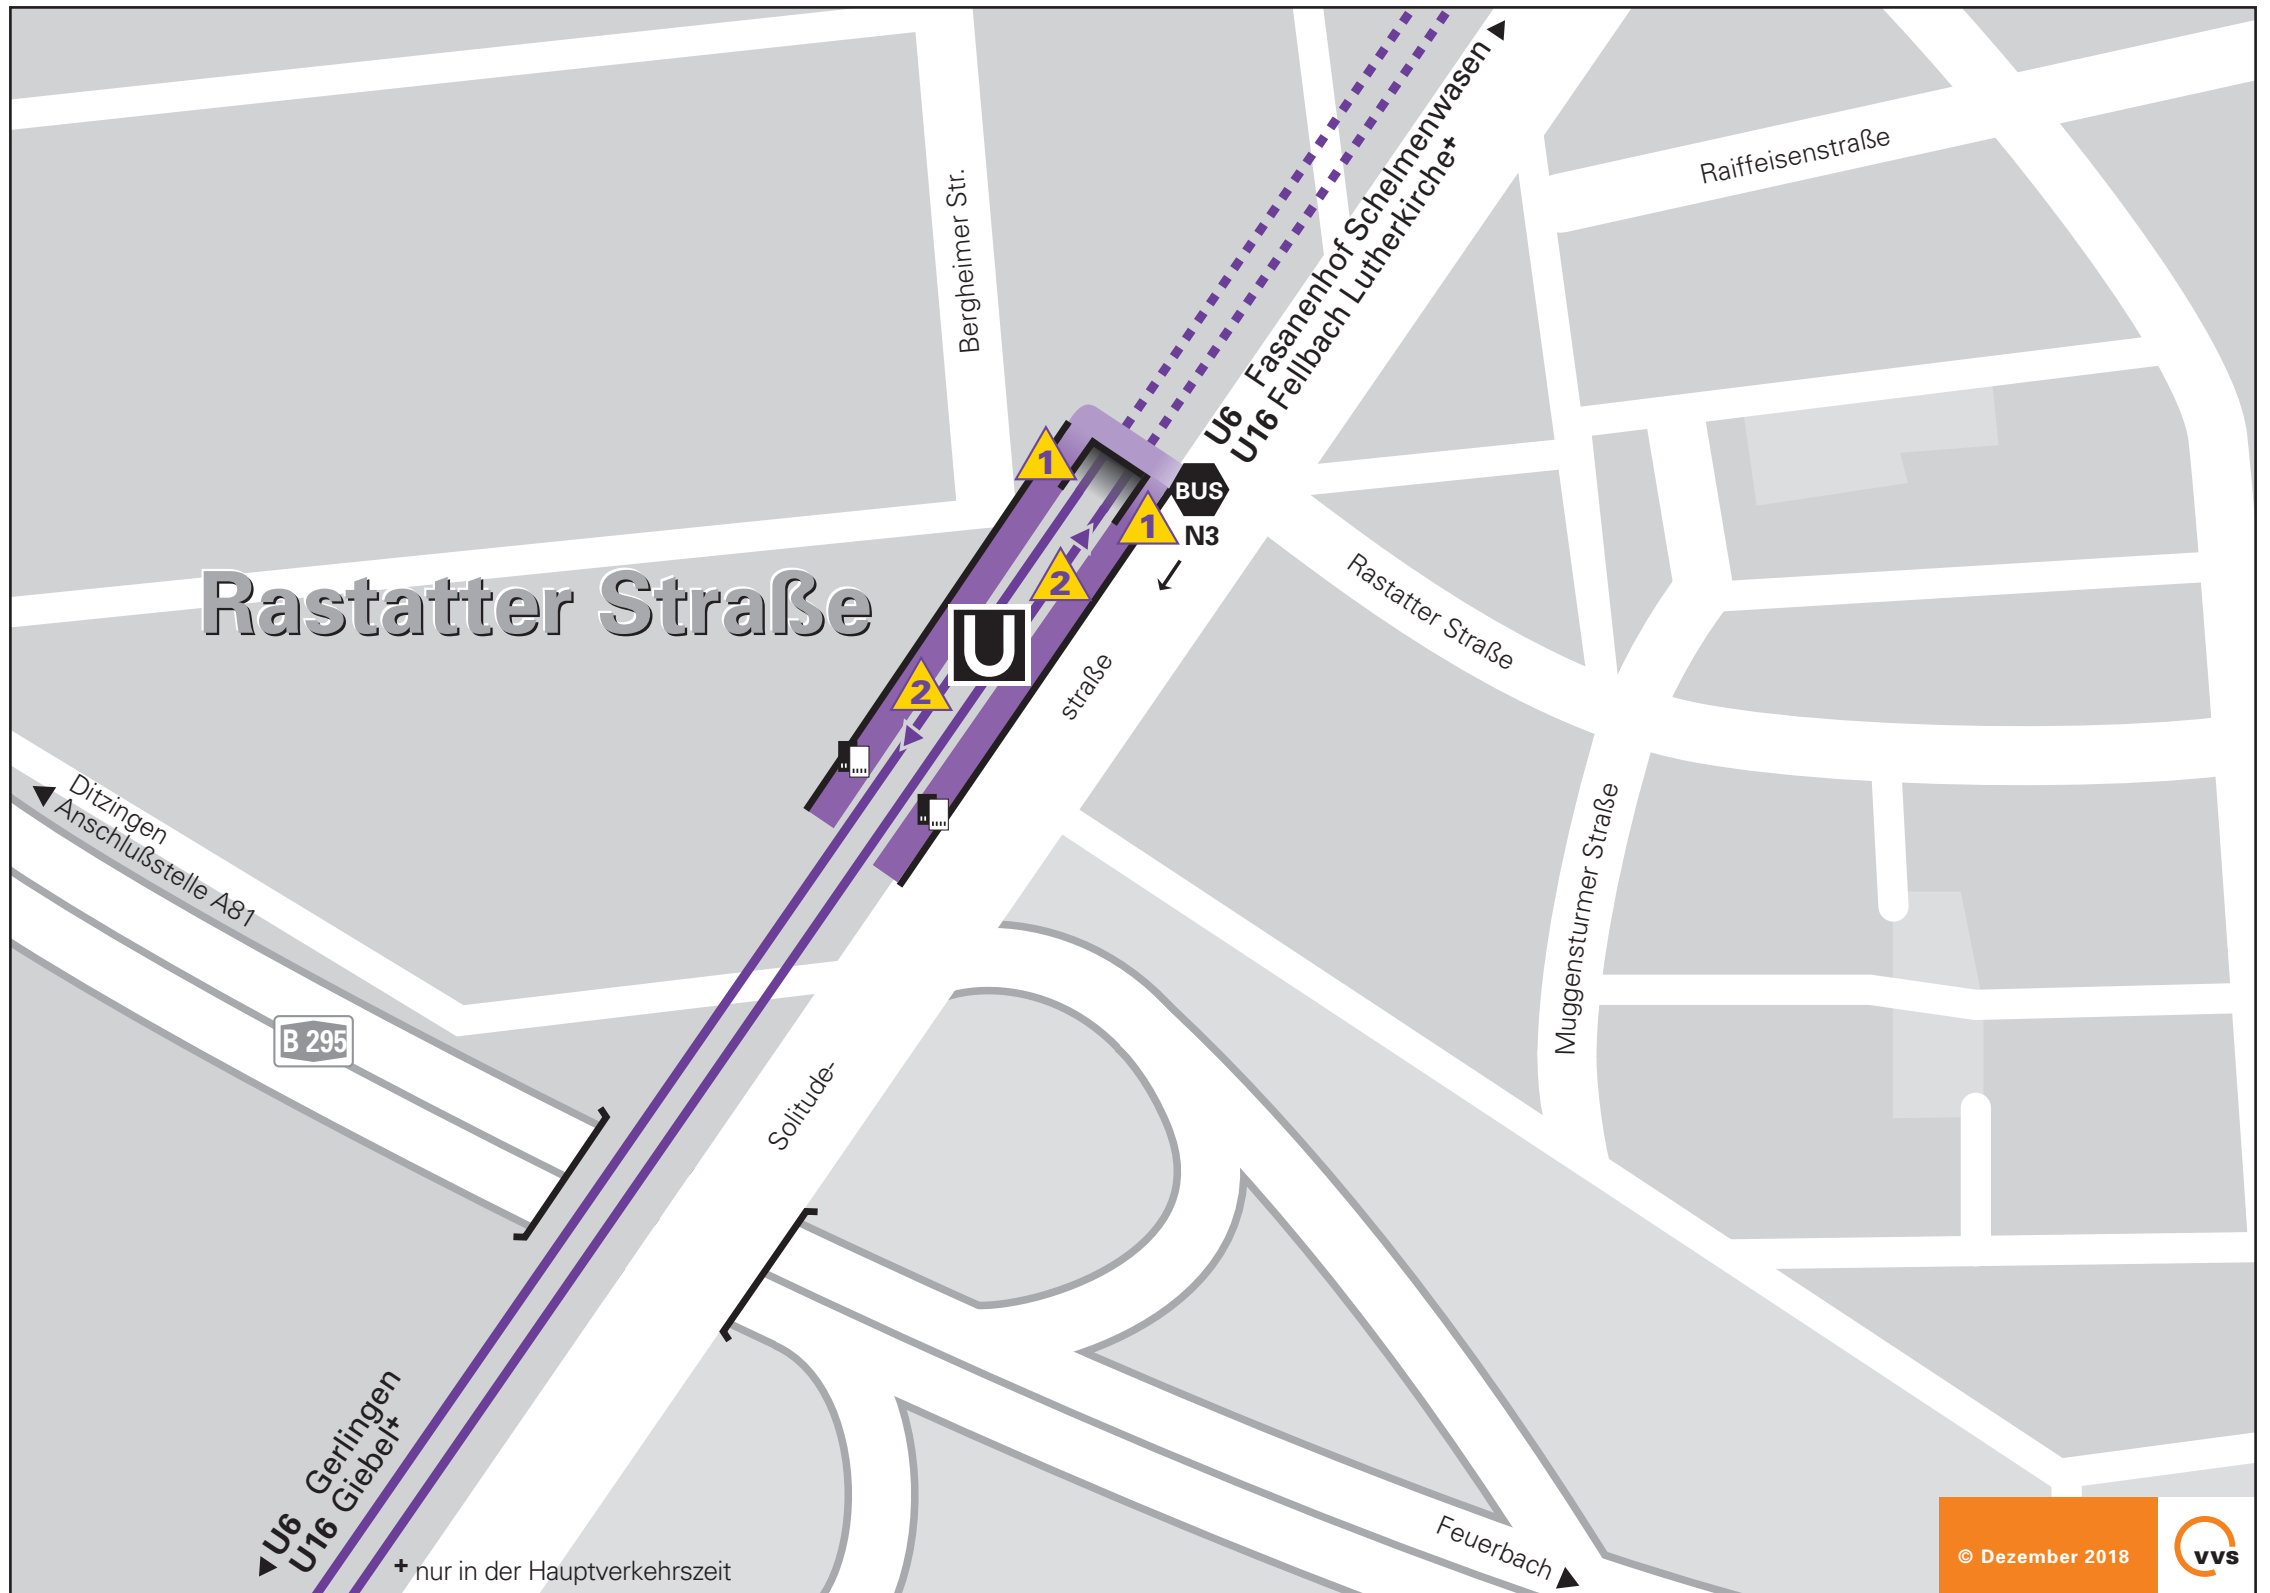 Bergheimer Str.
Raiffeisenstraße
U6 Fasanenhof Schelmenwasen
U16 Fellbach Lutherkirche+
1
BUS
1
N3
2
Rastatter Straße
U
Rastatter Straße
2
straße
Ditzingen
Anschlußstelle A81
Muggensturmer Straße
B 295
Solitude-
U6 Gerlingen
U16 Giebel+
+ nur in der Hauptverkehrszeit
Feuerbach
© Dezember 2018
vvs